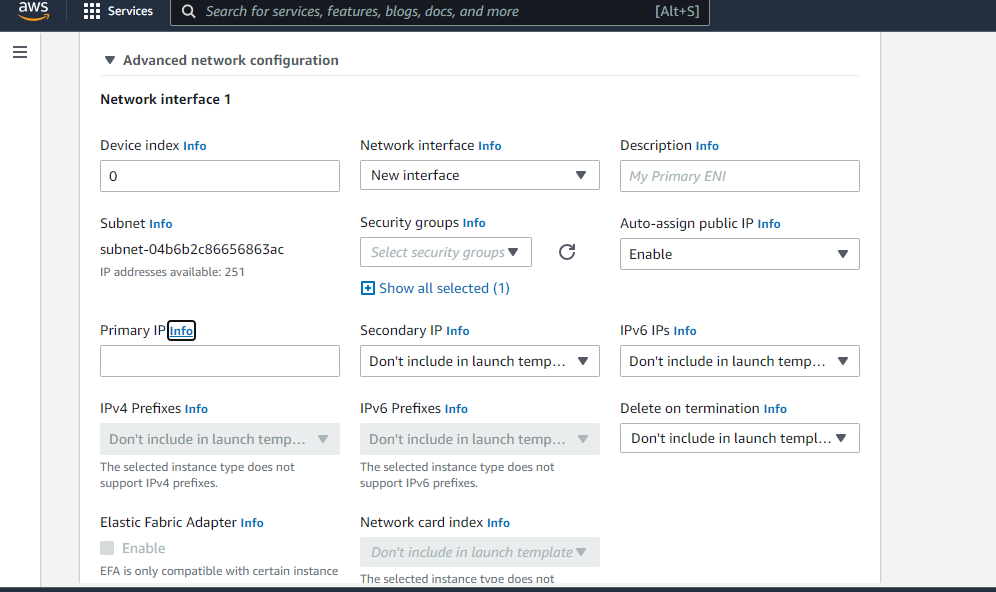 aws
Services
Search for services, features, blogs, docs, and more
[Alt+S]
Advanced network configuration
Network interface 1
Device index Info
Network interface Info
Description Info
0
New interface
My Primary ENI
Subnet Info
Security groups Info
Auto-assign public IP Info
subnet-04b6b2c86656863ac
Select security groups
Enable
IP addresses available: 251
Show all selected (1)
Primary IP Info
Secondary IP Info
IPv6 IPs Info
Don't include in launch temp...
Don't include in launch temp...
IPv4 Prefixes Info
IPv6 Prefixes Info
Delete on termination Info
Don't include in launch temp...
Don't include in launch temp...
Don't include in launch templ...
The selected instance type does not
support IPv4 prefixes.
The selected instance type does not
support IPv6 prefixes.
Elastic Fabric Adapter Info
Network card index Info
Enable
Don't include in launch template
EFA is only compatible with certain instance
The selected instance type does not